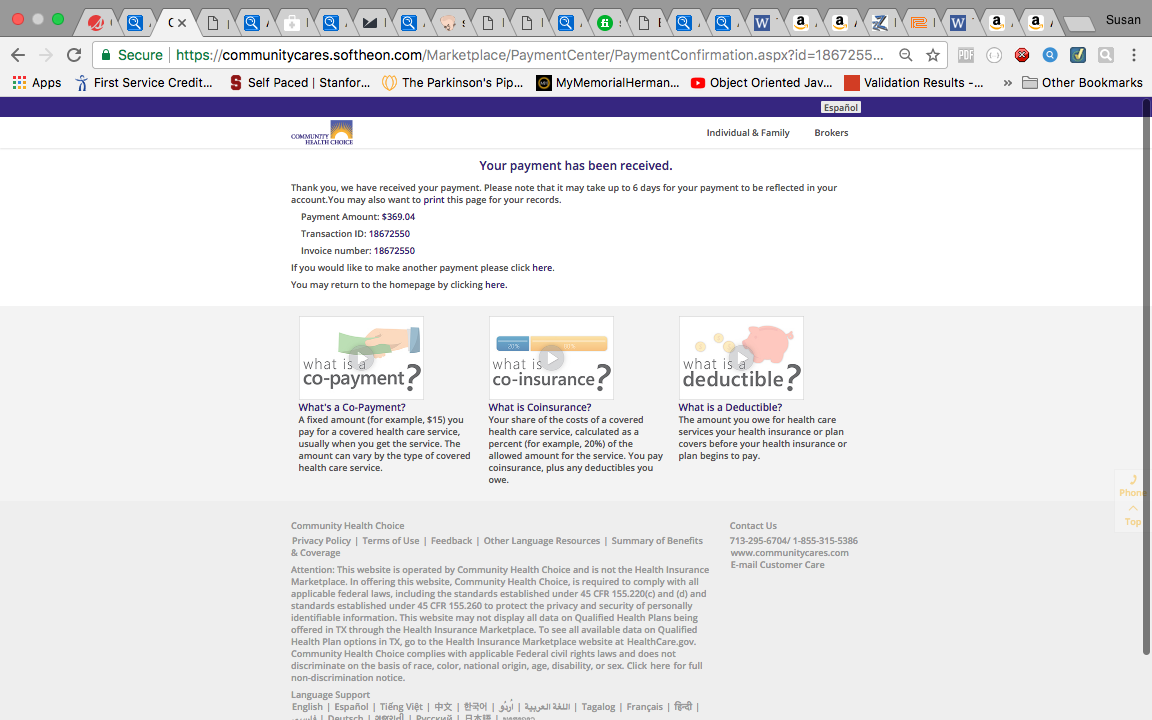 Susan
Secure
https://communitycares.softheon.com/Marketplace/PaymentCenter/PaymentConfirmation.aspx?id=1867255...
Apps
First Service Credit...
Self Paced | Stanfor...
The Parkinson's Pip...
MyMemorialHerman...
Object Oriented Jav...
Validation Results -...
»
Other Bookmarks
Español
COMMUNITY
HEALTH CHOICE
Individual & Family
Brokers
Your payment has been received.
Thank you, we have received your payment. Please note that it may take up to 6 days for your payment to be reflected in your
account.You may also want to print this page for your records.
Payment Amount: $369.04
Transaction ID: 18672550
Invoice number: 18672550
If you would like to make another payment please click here.
You may return to the homepage by clicking here.
what is a
co-payment?
What's a Co-Payment?
A fixed amount (for example, $15) you
pay for a covered health care service,
usually when you get the service. The
amount can vary by the type of covered
health care service.
20%
what is
co-insurance?
What is Coinsurance?
Your share of the costs of a covered
health care service, calculated as a
percent (for example, 20%) of the
allowed amount for the service. You pay
coinsurance, plus any deductibles you
owe.
what is a
deductible?
What is a Deductible?
The amount you owe for health care
services your health insurance or plan
covers before your health insurance or
plan begins to pay.
Phone
Top
Community Health Choice
Privacy Policy | Terms of Use | Feedback | Other Language Resources | Summary of Benefits
& Coverage
Attention: This website is operated by Community Health Choice and is not the Health Insurance
Marketplace. In offering this website, Community Health Choice, is required to comply with all
applicable federal laws, including the standards established under 45 CFR 155.220(c) and (d) and
standards established under 45 CFR 155.260 to protect the privacy and security of personally
identifiable information. This website may not display all data on Qualified Health Plans being
offered in TX through the Health Insurance Marketplace. To see all available data on Qualified
Health Plan options in TX, go to the Health Insurance Marketplace website at HealthCare.gov.
Community Health Choice complies with applicable Federal civil rights laws and does not
discriminate on the basis of race, color, national origin, age, disability, or sex. Click here for full
non-discrimination notice.
Language Support
English | Español | Tiếng Việt | 中文 | 한국어 | اُردُو | اللغة العربية | Tagalog | Français | हिन्दी |
Deutsch | Русский | 日本語 |
Contact Us
713-295-6704/ 1-855-315-5386
www.communitycares.com
E-mail Customer Care